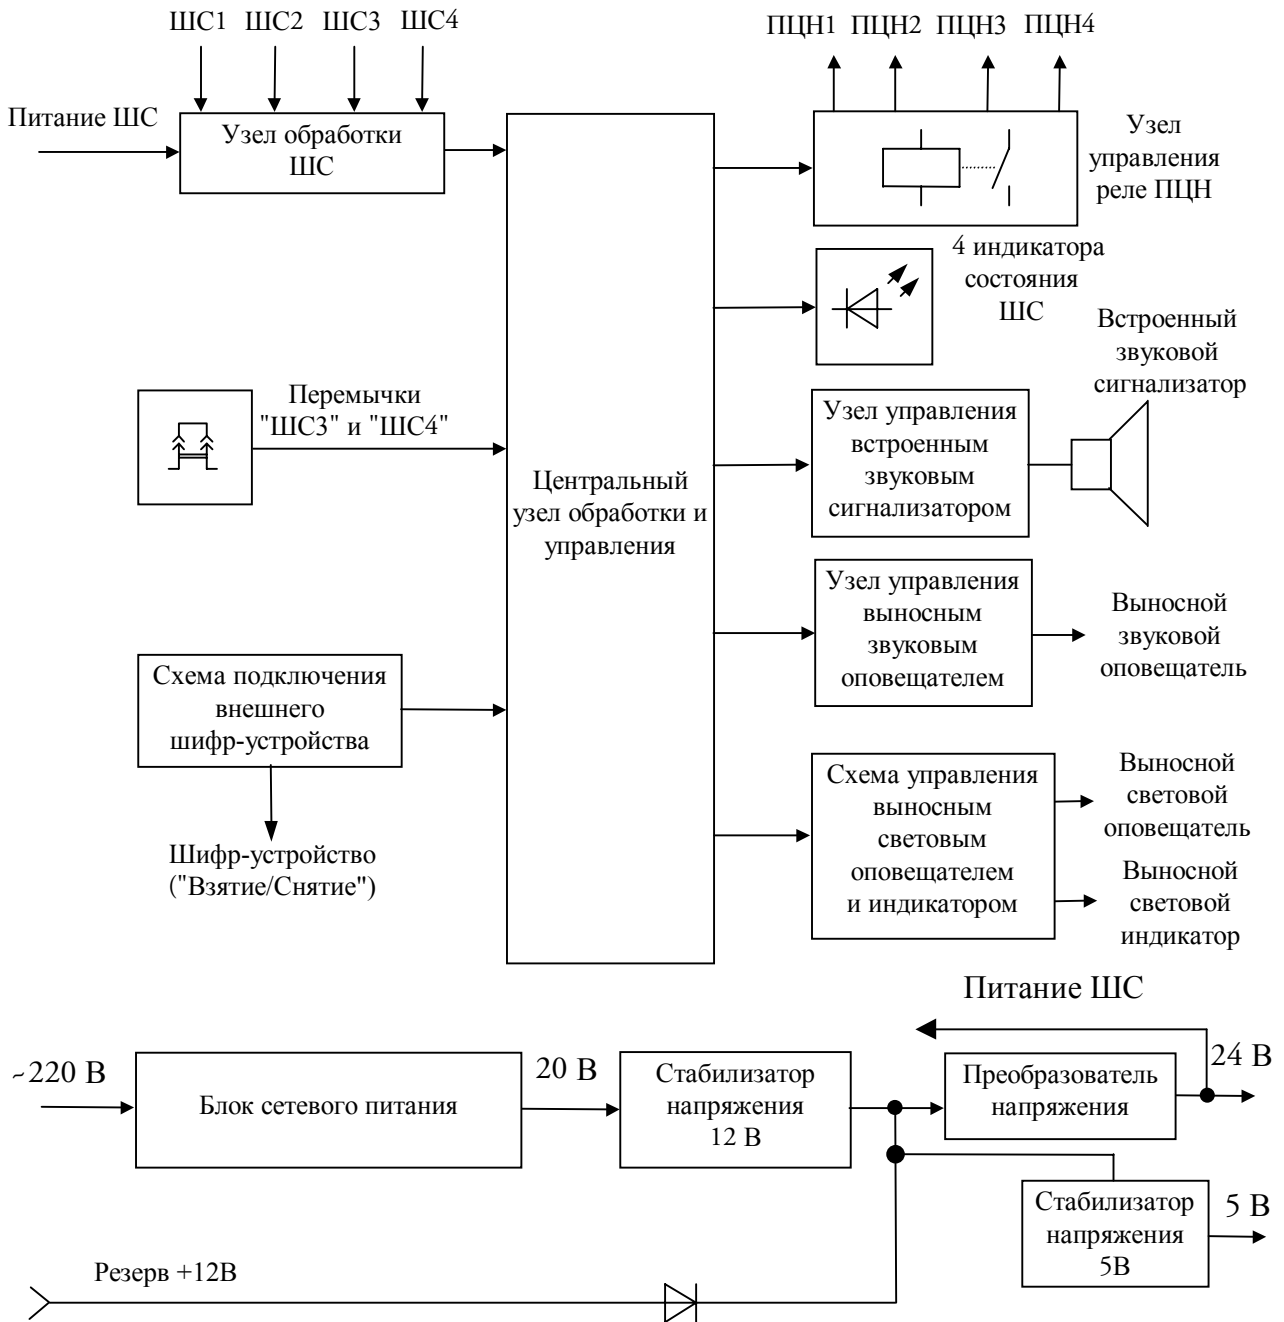 ШС1 ШС2 ШС3 ШС4
ПЦН1 ПЦН2 ПЦН3 ПЦН4
Питание ШС
Узел обработки
ШС
Узел
управления
реле ПЦН
4 индикатора
состояния
ШС
Встроенный
звуковой
сигнализатор
Перемычки
"ШС3" и "ШС4"
Узел управления
встроенным
звуковым
сигнализатором
Центральный
узел обработки и
управления
Узел управления
выносным
звуковым
оповещателем
Выносной
звуковой
оповещатель
Схема подключения
внешнего
шифр-устройства
Шифр-устройство
("Взятие/Снятие")
Схема управления
выносным
световым
оповещателем
и индикатором
Выносной
световой
оповещатель
Выносной
световой
индикатор
Питание ШС
~220 В
Блок сетевого питания
20 В
Стабилизатор
напряжения
12 В
Преобразователь
напряжения
24 В
Стабилизатор
напряжения
5В
5 В
Резерв +12В